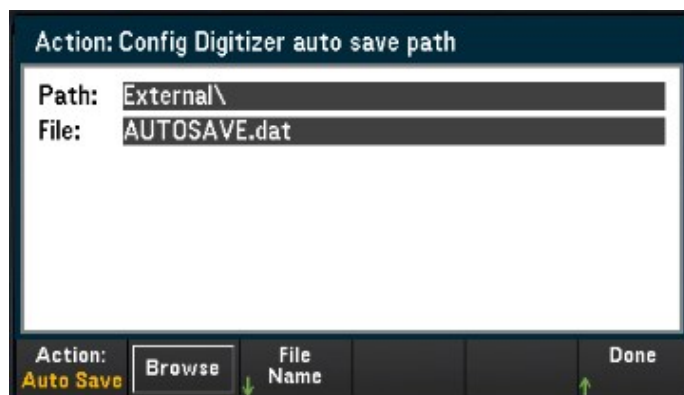 Action: Config Digitizer auto save path
Path: External\
File: AUTOSAVE.dat
Action:
Auto Save
Browse
File
Name
Done